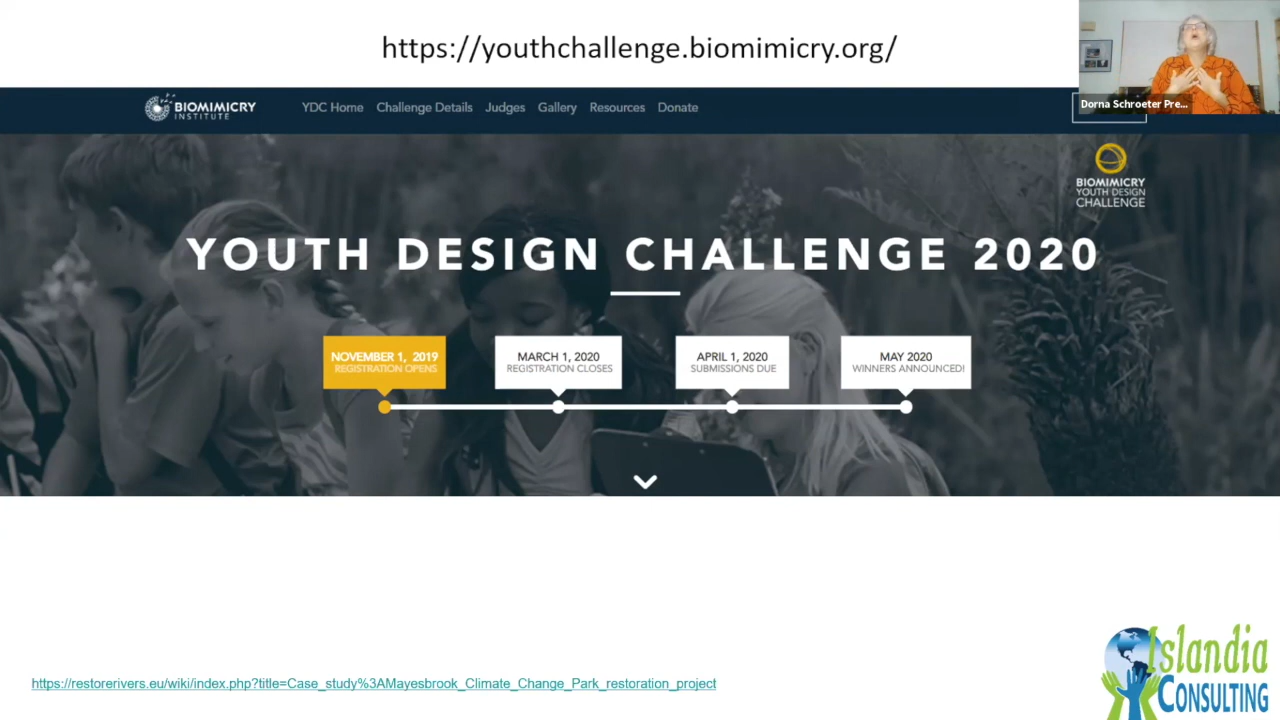 https://youthchallenge.biomimicry.org/
Dorna Schroeter Pre...
BIOMIMICRY
INSTITUTE
YDC Home Challenge Details Judges Gallery Resources Donate
BIOMIMICRY
YOUTH DESIGN
CHALLENGE
YOUTH DESIGN CHALLENGE 2020
NOVEMBER 1, 2019
REGISTRATION OPENS
MARCH 1, 2020
REGISTRATION CLOSES
APRIL 1, 2020
SUBMISSIONS DUE
MAY 2020
WINNERS ANNOUNCED!
https://restorerivers.eu/wiki/index.php?title=Case_study%3AMayesbrook_Climate_Change_Park_restoration_project
Islandia
CONSULTING